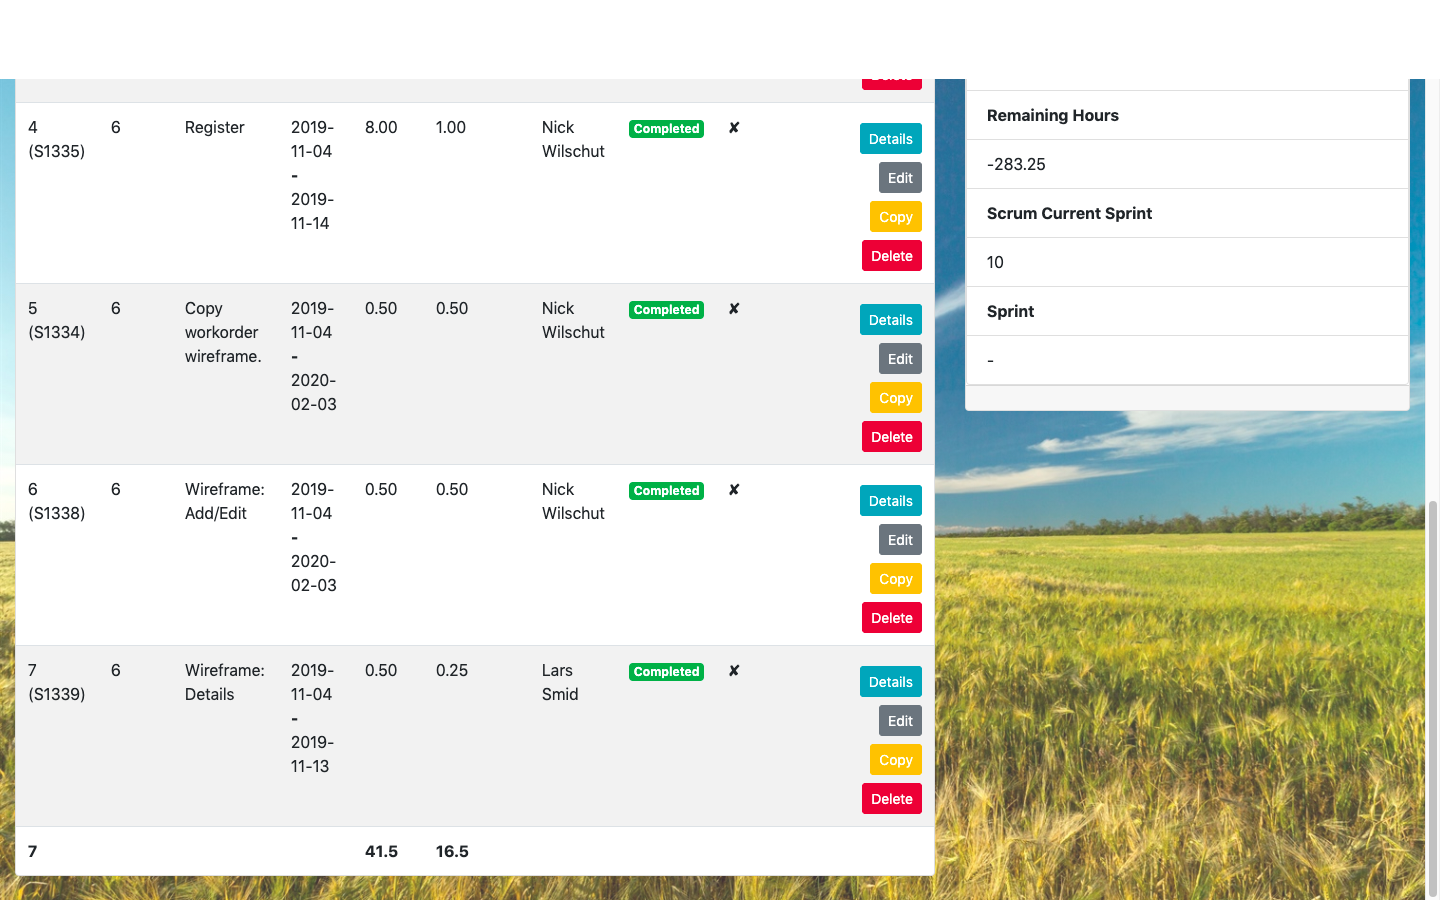 4
(S1335)
6
Register
2019-
11-04
-
2019-
11-14
8.00
1.00
Nick
Wilschut
Completed
✘
Details
Edit
Copy
Delete
5
(S1334)
6
Copy
workorder
wireframe.
2019-
11-04
-
2020-
02-03
0.50
0.50
Nick
Wilschut
Completed
✘
Details
Edit
Copy
Delete
6
(S1338)
6
Wireframe:
Add/Edit
2019-
11-04
-
2020-
02-03
0.50
0.50
Nick
Wilschut
Completed
✘
Details
Edit
Copy
Delete
7
(S1339)
6
Wireframe:
Details
2019-
11-04
-
2019-
11-13
0.50
0.25
Lars
Smid
Completed
✘
Details
Edit
Copy
Delete
7
41.5
16.5
Remaining Hours
-283.25
Scrum Current Sprint
10
Sprint
-